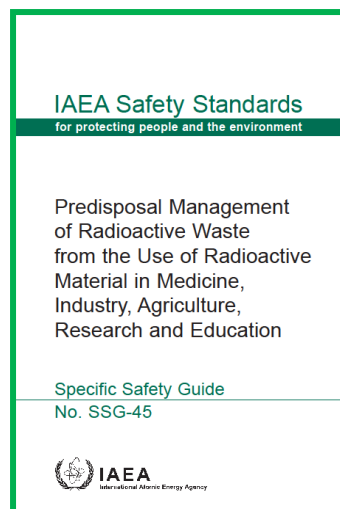 IAEA Safety Standards
for protecting people and the environment
Predisposal Management
of Radioactive Waste
from the Use of Radioactive
Material in Medicine,
Industry, Agriculture,
Research and Education
Specific Safety Guide
No. SSG-45
IAEA
International Atomic Energy Agency